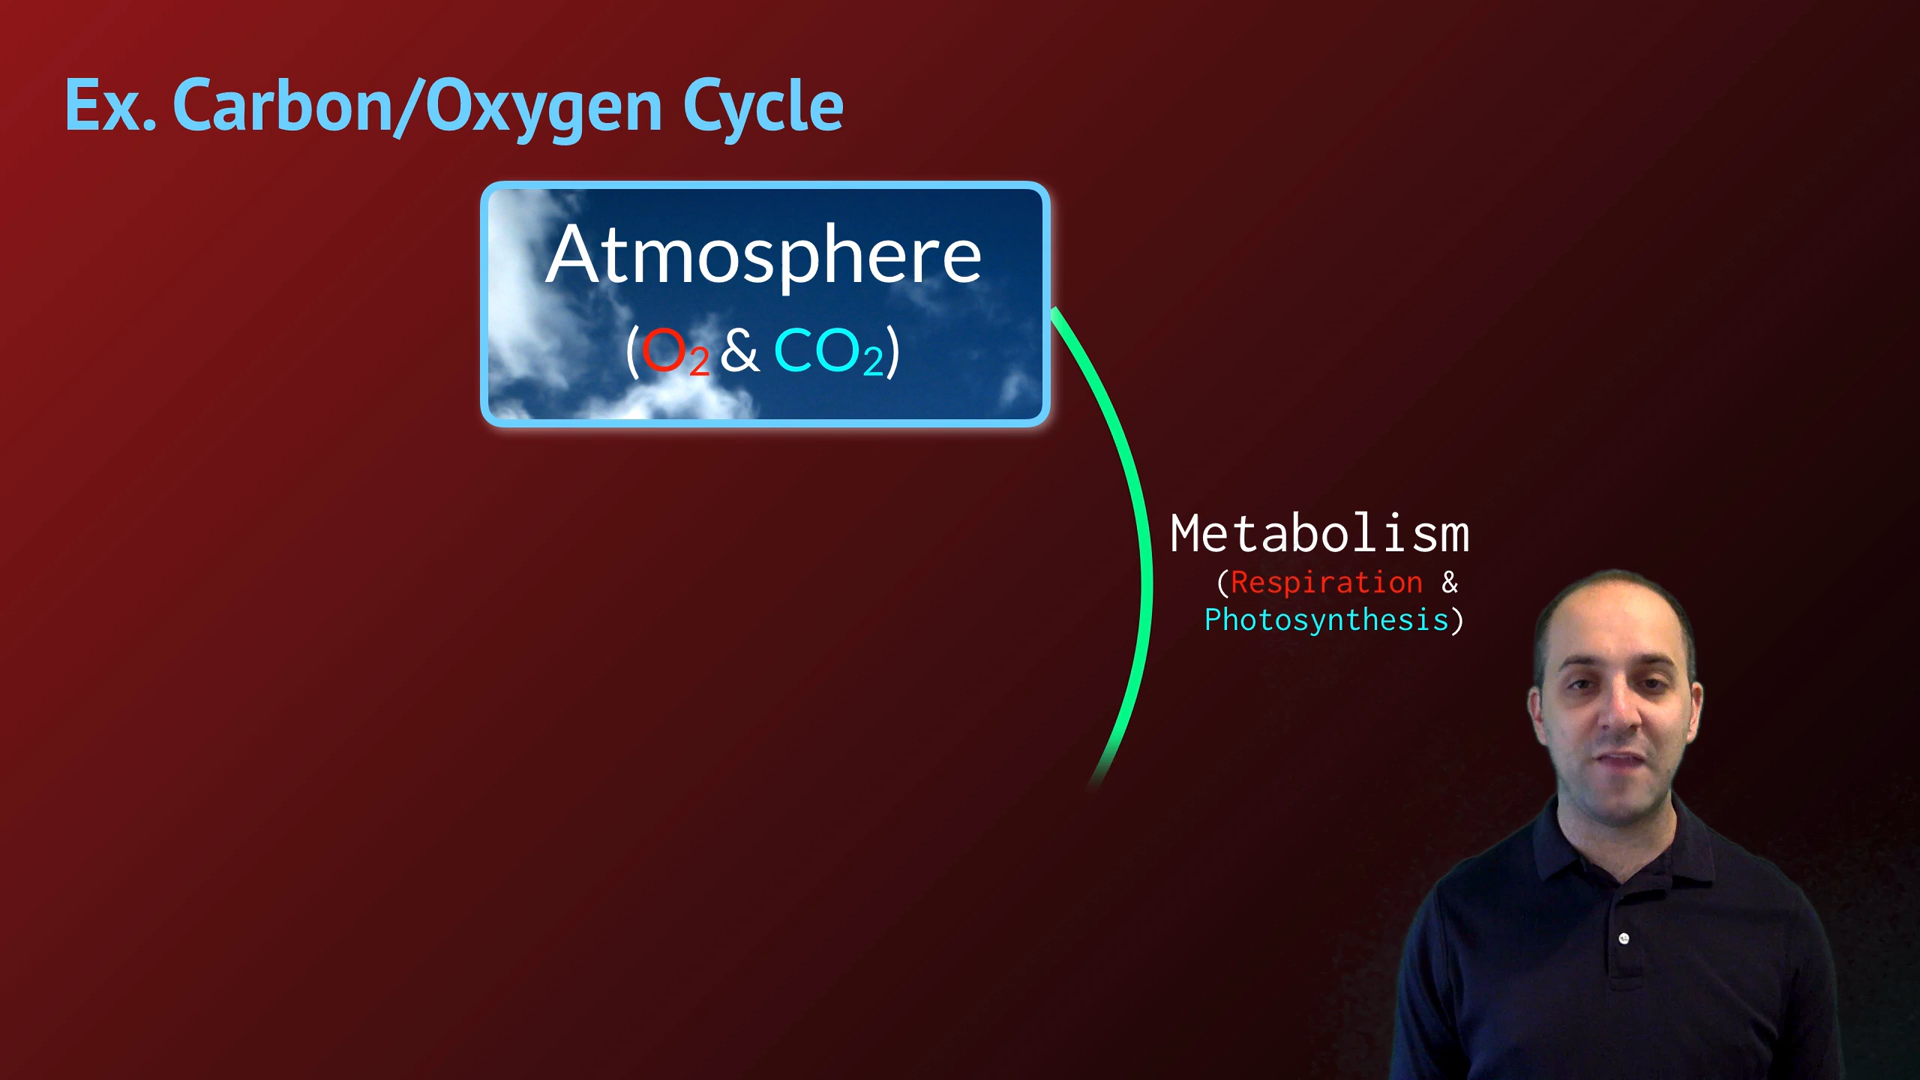 Ex. Carbon/Oxygen Cycle
Atmosphere
(O₂ & CO₂)
Metabolism
(Respiration &
Photosynthesis)